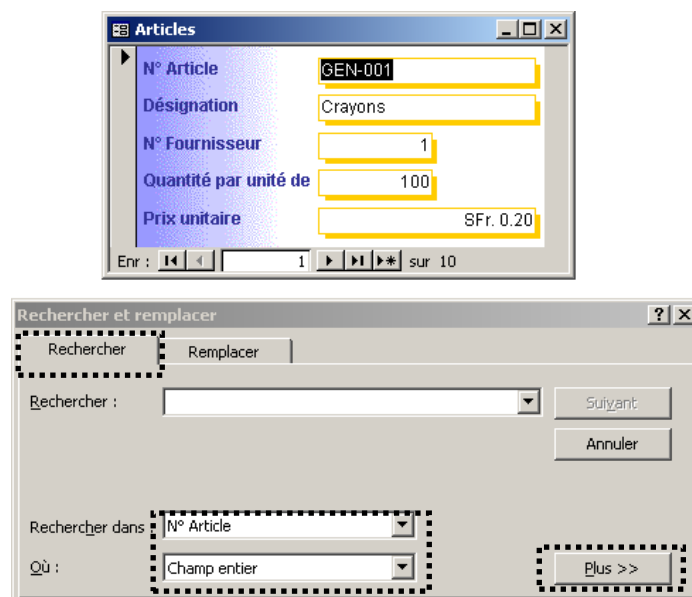 Articles
N° Article GEN-001
Désignation Crayons
N° Fournisseur 1
Quantité par unité de 100
Prix unitaire SFr. 0.20
Enr : 1 sur 10
Rechercher et remplacer
Rechercher Remplacer
Rechercher : Suivant
Annuler
Rechercher dans : N° Article
Où : Champ entier Plus >>